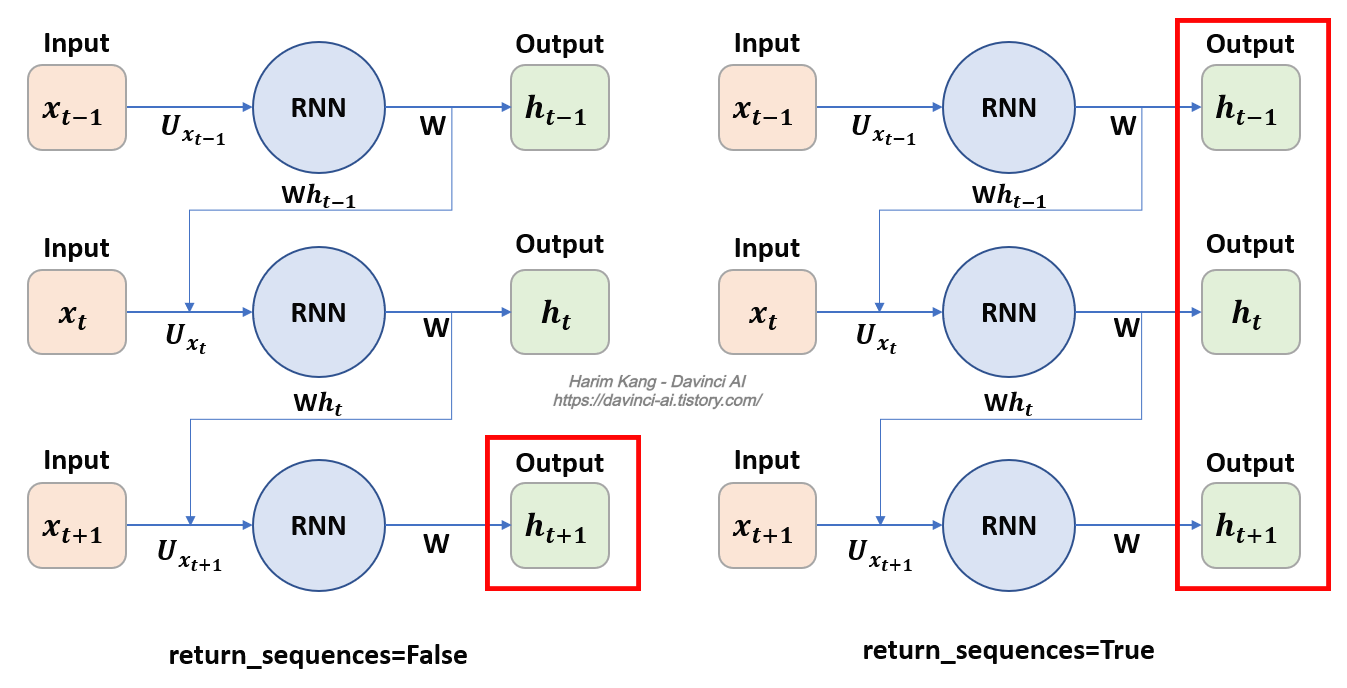 Input Output Input Output
x_{t-1} U_{x_{t-1}} RNN W h_{t-1} x_{t-1} U_{x_{t-1}} RNN W h_{t-1}
Wh_{t-1} Wh_{t-1}
Input Output Input Output
x_t U_{x_t} RNN W h_t x_t U_{x_t} RNN W h_t
Harim Kang - Davinci AI
https://davinci-ai.tistory.com/
Wh_t Wh_t
Input Output Input Output
x_{t+1} U_{x_{t+1}} RNN W h_{t+1} x_{t+1} U_{x_{t+1}} RNN W h_{t+1}
return_sequences=False return_sequences=True